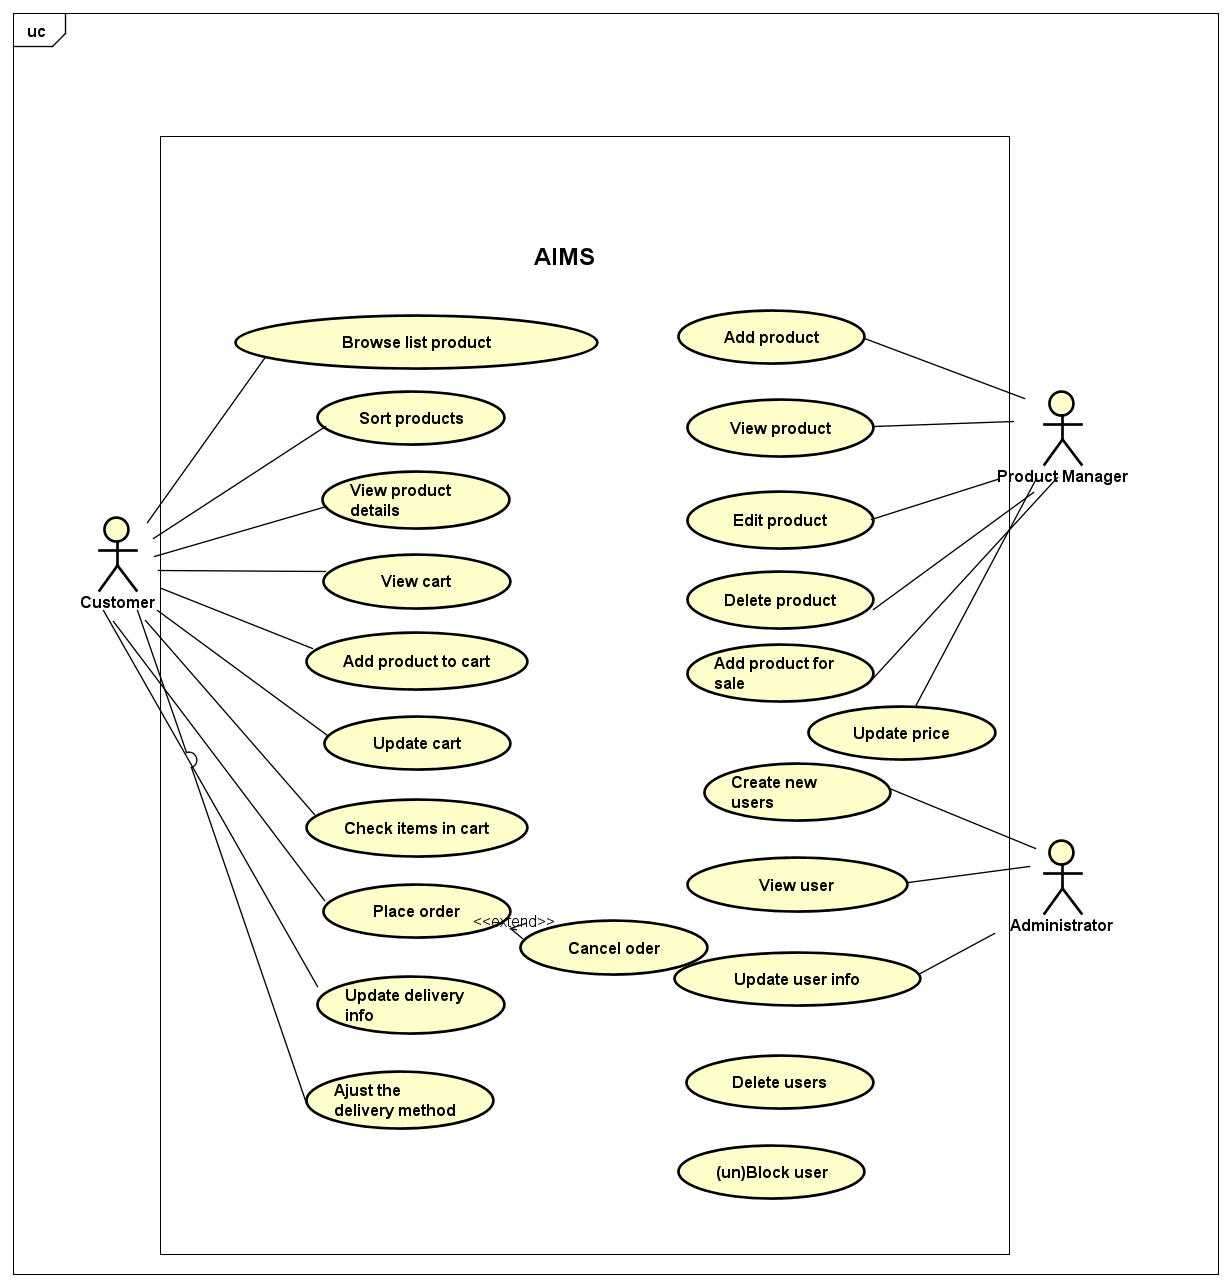 uc
AIMS
Browse list product
Sort products
View product
details
View cart
Customer
Add product to cart
Update cart
Check items in cart
Place order
<<extend>>
Cancel oder
Update delivery
info
Ajust the
delivery method
Add product
View product
Product Manager
Edit product
Delete product
Add product for
sale
Update price
Create new
users
View user
Administrator
Update user info
Delete users
(un)Block user